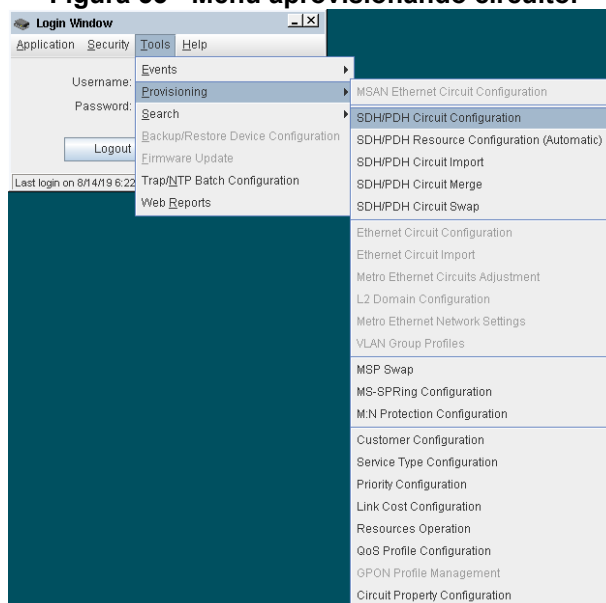 Login Window
Application Security Tools Help
Username:
Password:
Logout
Last login on 8/14/19 6:22
Events
Provisioning
Search
Backup/Restore Device Configuration
Firmware Update
Trap/NTP Batch Configuration
Web Reports
MSAN Ethernet Circuit Configuration
SDH/PDH Circuit Configuration
SDH/PDH Resource Configuration (Automatic)
SDH/PDH Circuit Import
SDH/PDH Circuit Merge
SDH/PDH Circuit Swap
Ethernet Circuit Configuration
Ethernet Circuit Import
Metro Ethernet Circuits Adjustment
L2 Domain Configuration
Metro Ethernet Network Settings
VLAN Group Profiles
MSP Swap
MS-SPRing Configuration
M:N Protection Configuration
Customer Configuration
Service Type Configuration
Priority Configuration
Link Cost Configuration
Resources Operation
QoS Profile Configuration
GPON Profile Management
Circuit Property Configuration